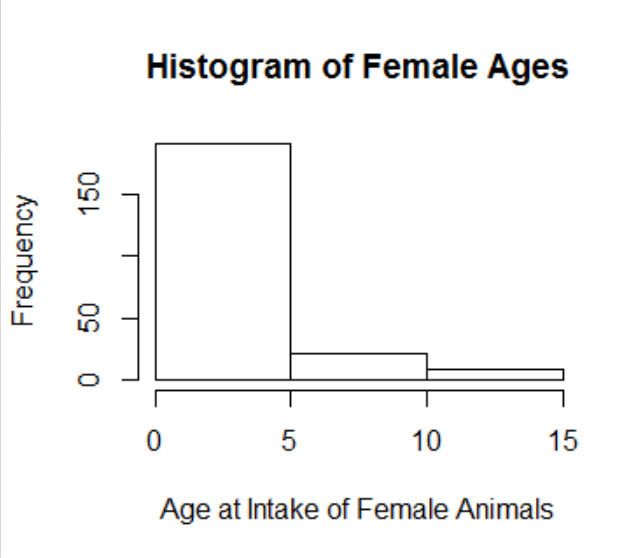 Histogram of Female Ages
Frequency
150
50
0
0 5 10 15
Age at Intake of Female Animals